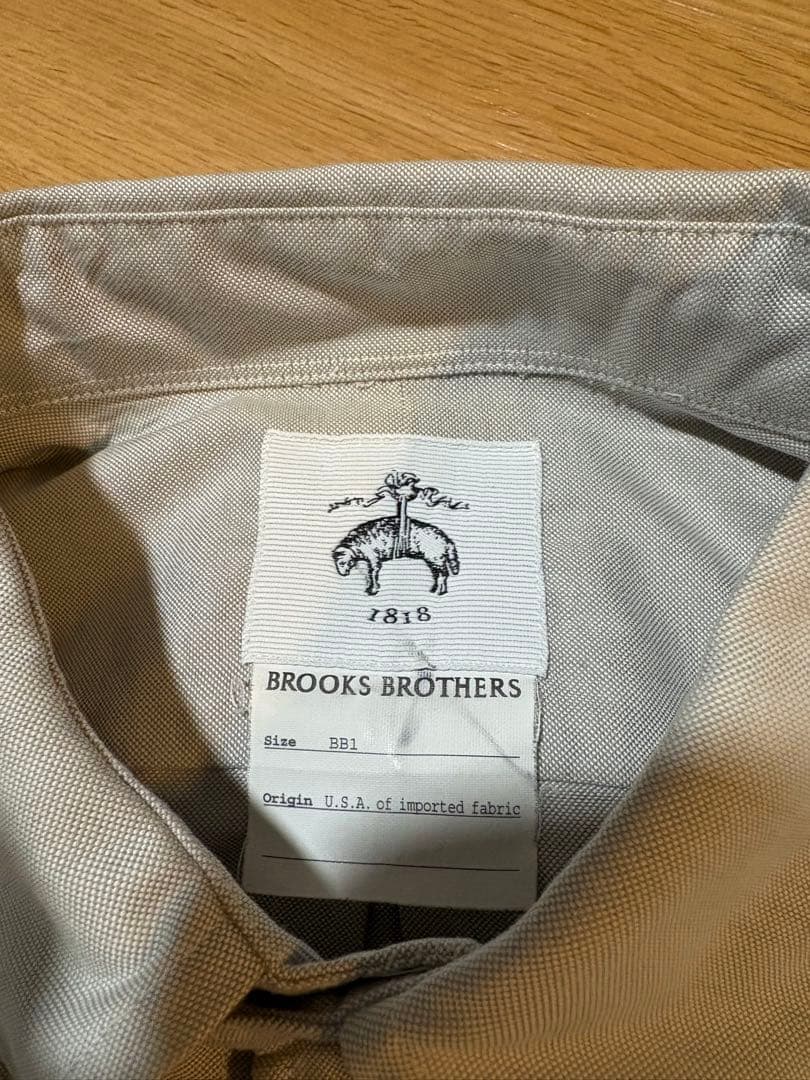 1818
BROOKS BROTHERS
Size BB1
Origin U.S.A. of imported fabric